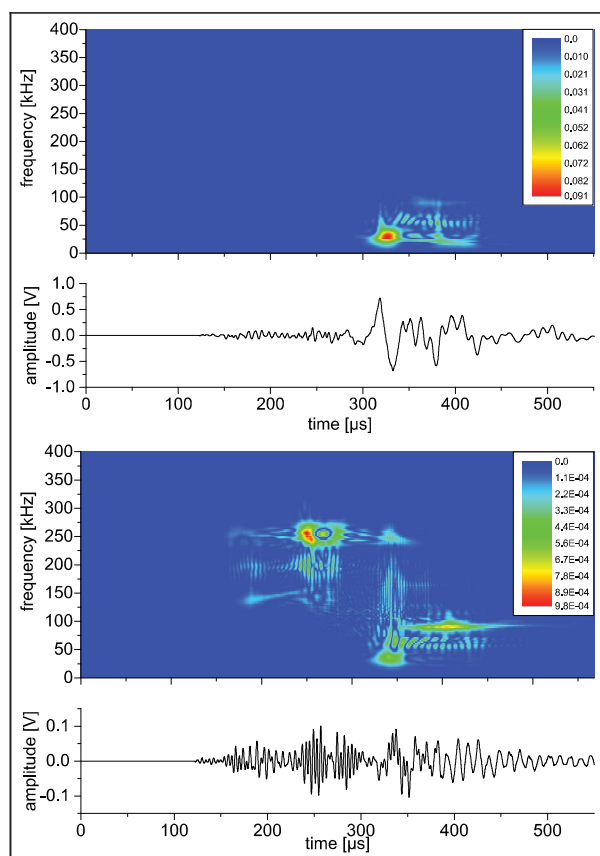 400
350
300
250
200
150
100
50
0
frequency [kHz]
0.0
0.010
0.021
0.031
0.041
0.052
0.062
0.072
0.082
0.091
1.0
0.5
0.0
-0.5
-1.0
amplitude [V]
0 100 200 300 400 500
time [µs]
400
350
300
250
200
150
100
50
0
frequency [kHz]
0.0
1.1E-04
2.2E-04
3.3E-04
4.4E-04
5.6E-04
6.7E-04
7.8E-04
8.9E-04
9.8E-04
0.1
0.0
-0.1
amplitude [V]
0 100 200 300 400 500
time [µs]